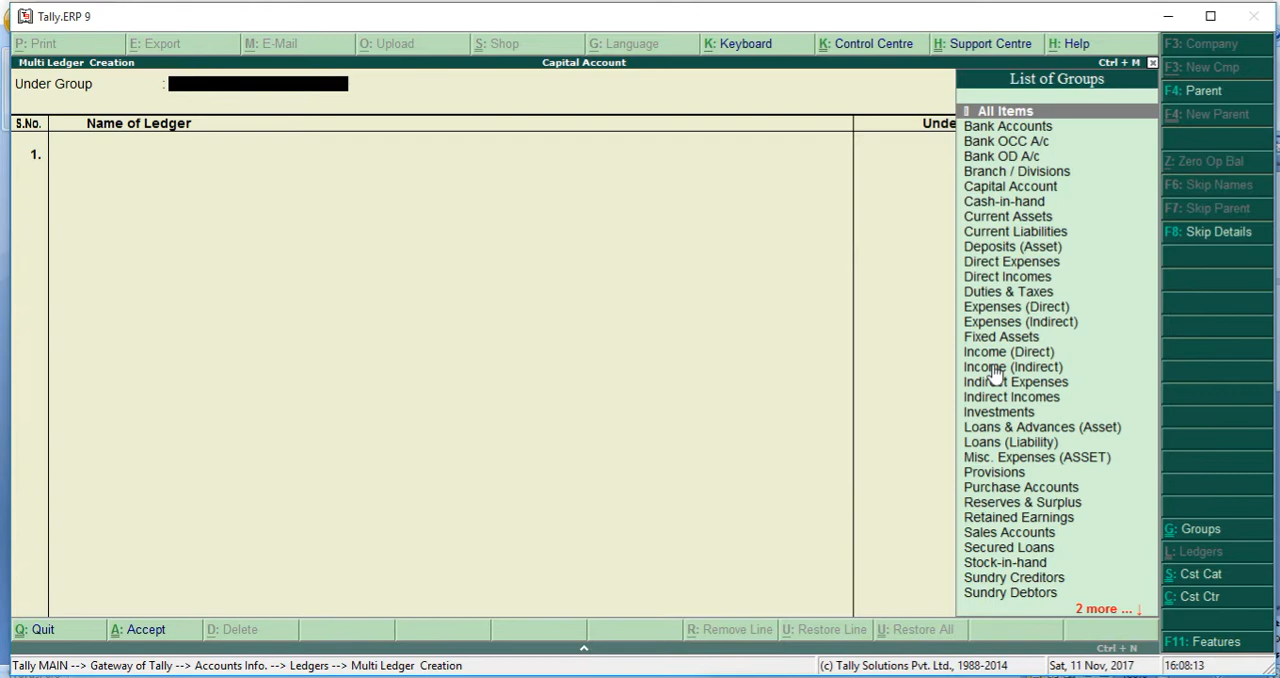 Tally.ERP 9
P: Print E: Export M: E-Mail O: Upload S: Shop G: Language K: Keyboard K: Control Centre H: Support Centre H: Help
Multi Ledger Creation Capital Account Ctrl + M
Under Group :
S.No. Name of Ledger Unde
1.
List of Groups
All Items
Bank Accounts
Bank OCC A/c
Bank OD A/c
Branch / Divisions
Capital Account
Cash-in-hand
Current Assets
Current Liabilities
Deposits (Asset)
Direct Expenses
Direct Incomes
Duties & Taxes
Expenses (Direct)
Expenses (Indirect)
Fixed Assets
Income (Direct)
Income (Indirect)
Indirect Expenses
Indirect Incomes
Investments
Loans & Advances (Asset)
Loans (Liability)
Misc. Expenses (ASSET)
Provisions
Purchase Accounts
Reserves & Surplus
Retained Earnings
Sales Accounts
Secured Loans
Stock-in-hand
Sundry Creditors
Sundry Debtors
2 more ... ↓
F3: Company
F3: New Cmp
F4: Parent
F4: New Parent
Z: Zero Op Bal
F6: Skip Names
F7: Skip Parent
F8: Skip Details
G: Groups
L: Ledgers
S: Cst Cat
C: Cst Ctr
F11: Features
Q: Quit A: Accept D: Delete R: Remove Line U: Restore Line U: Restore All
Ctrl + N
Tally MAIN --> Gateway of Tally --> Accounts Info. --> Ledgers --> Multi Ledger Creation (c) Tally Solutions Pvt. Ltd., 1988-2014 Sat, 11 Nov, 2017 16:08:13